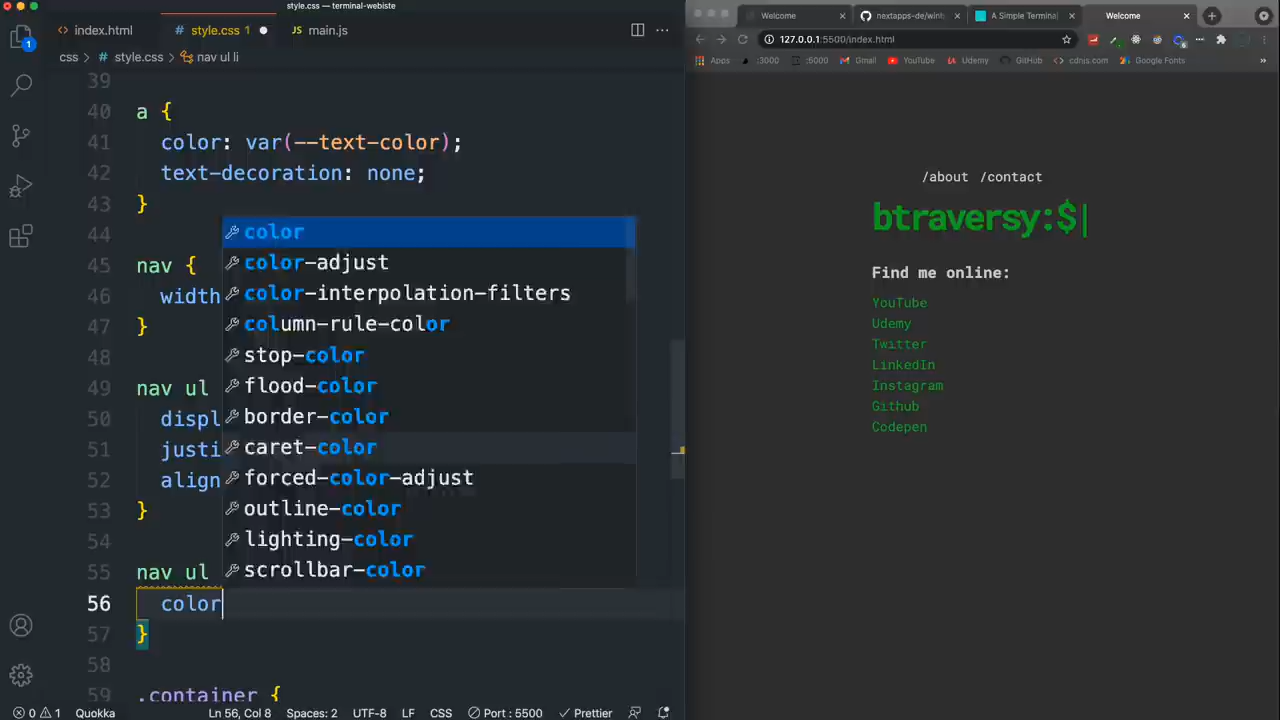 style.css — terminal-webiste
index.html
style.css 1
main.js
css > style.css > nav ul li
39
40 a {
41 color: var(--text-color);
42 text-decoration: none;
43 }
44
45 nav {
46 width
47 }
48
49 nav ul
50 displ
51 justi
52 align
53 }
54
55 nav ul
56 color
57 }
58
59 .container {
color
color-adjust
color-interpolation-filters
column-rule-color
stop-color
flood-color
border-color
caret-color
forced-color-adjust
outline-color
lighting-color
scrollbar-color
1
0 1 Quokka Ln 56, Col 8 Spaces: 2 UTF-8 LF CSS Port : 5500 Prettier
Welcome
nextapps-de/winb
A Simple Terminal
Welcome
127.0.0.1:5500/index.html
Apps :3000 :5000 Gmail YouTube Udemy GitHub cdnjs.com Google Fonts »
/about /contact
btraversy:$|
Find me online:
YouTube
Udemy
Twitter
LinkedIn
Instagram
Github
Codepen